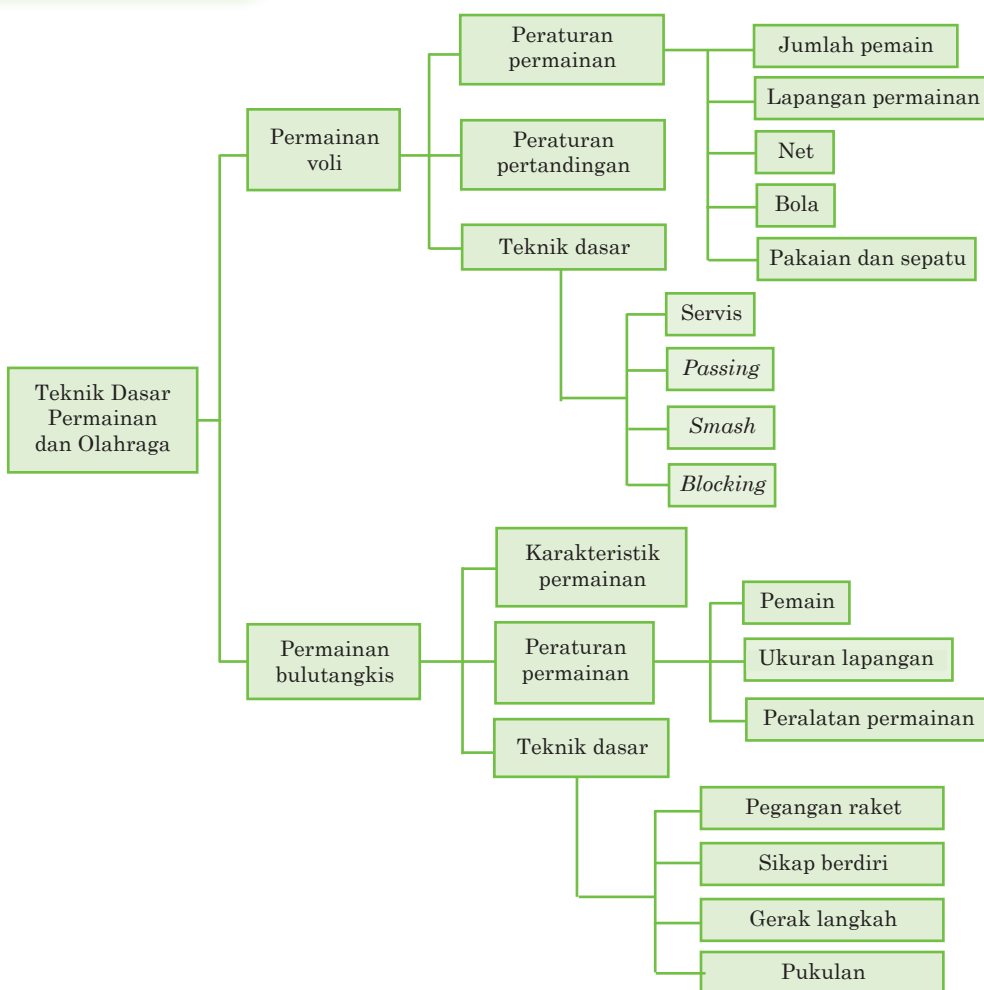 Teknik Dasar
Permainan
dan Olahraga
Permainan
voli
Peraturan
permainan
Jumlah pemain
Lapangan permainan
Net
Bola
Pakaian dan sepatu
Peraturan
pertandingan
Teknik dasar
Servis
Passing
Smash
Blocking
Permainan
bulutangkis
Karakteristik
permainan
Peraturan
permainan
Pemain
Ukuran lapangan
Peralatan permainan
Teknik dasar
Pegangan raket
Sikap berdiri
Gerak langkah
Pukulan